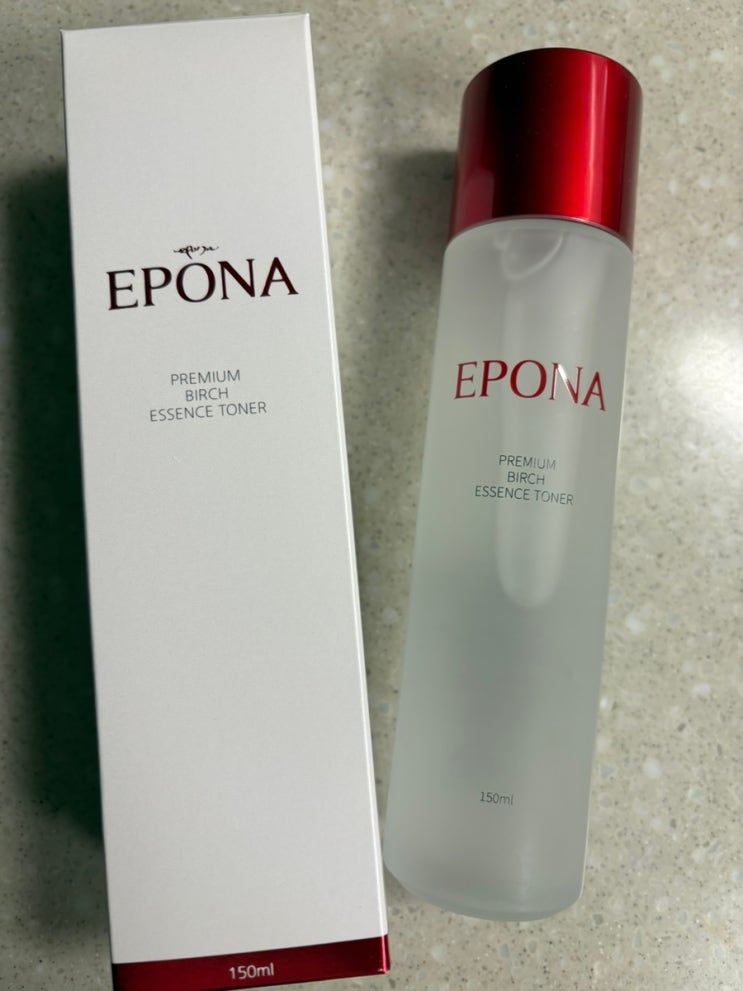 EPONA
PREMIUM
BIRCH
ESSENCE TONER
150ml
EPONA
PREMIUM
BIRCH
ESSENCE TONER
150ml